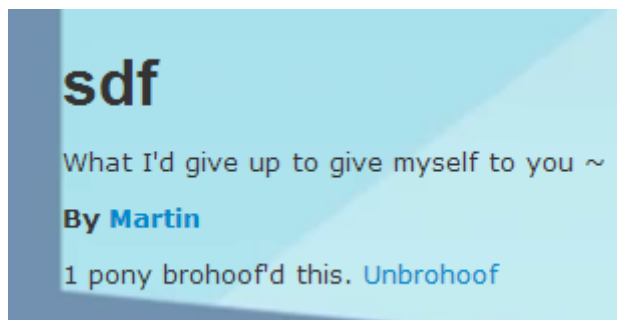 sdf
What I'd give up to give myself to you ~
By Martin
1 pony brohoof'd this. Unbrohoof